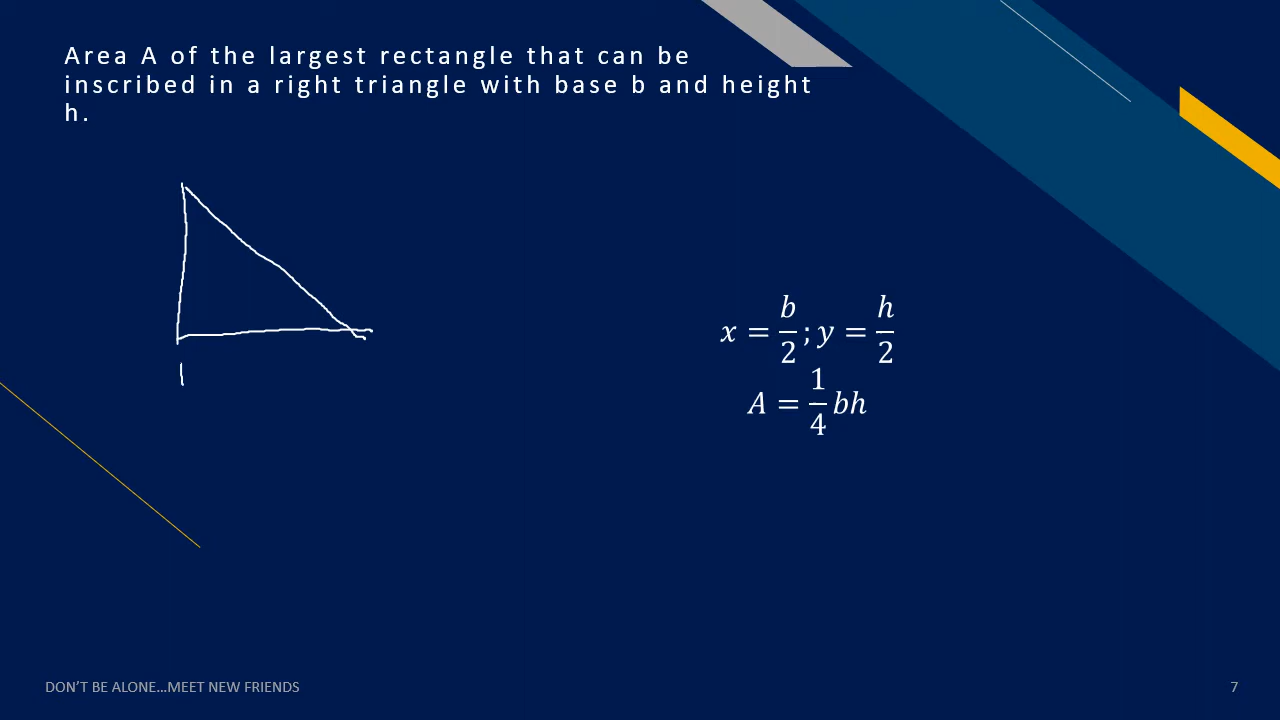 Area A of the largest rectangle that can be
inscribed in a right triangle with base b and height
h.
x = b/2 ; y = h/2
A = 1/4 bh
DON'T BE ALONE…MEET NEW FRIENDS
7